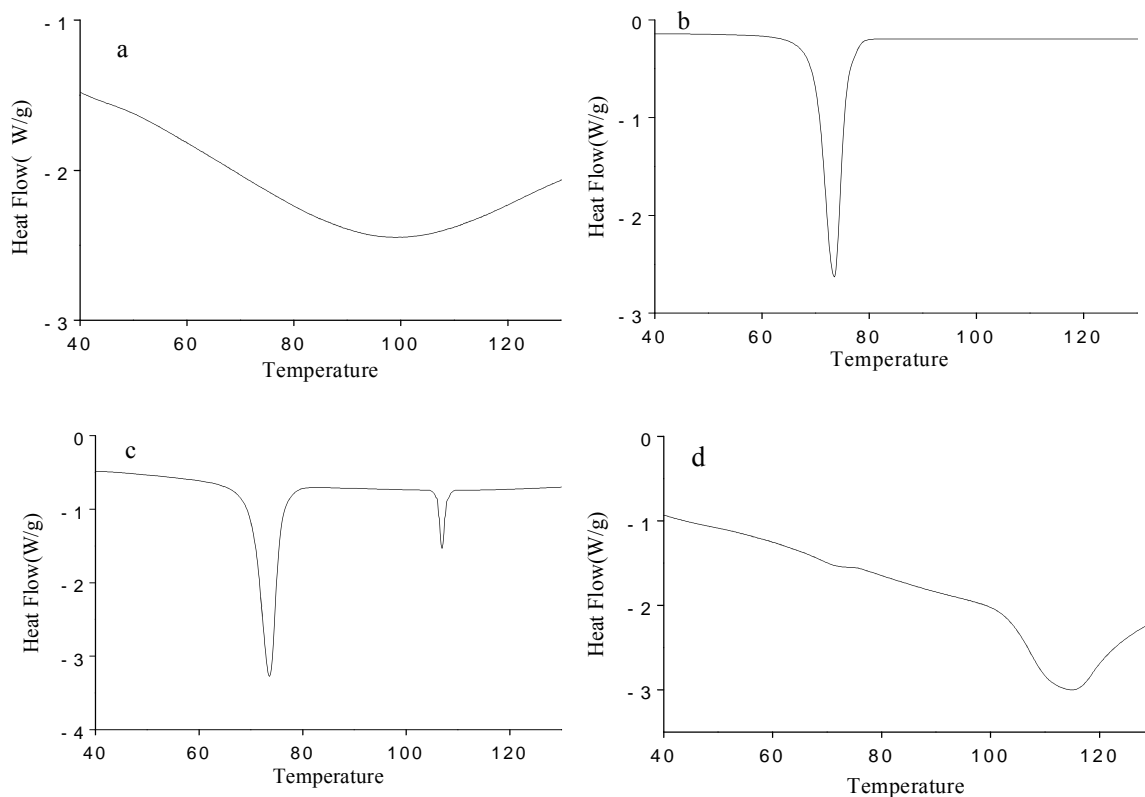 a
- 1
- 2
- 3
Heat Flow( W/g)
40 60 80 100 120
Temperature
b
0
- 1
- 2
- 3
Heat Flow(W/g)
40 60 80 100 120
Temperature
c
0
- 1
- 2
- 3
- 4
Heat Flow(W/g)
40 60 80 100 120
Temperature
d
0
- 1
- 2
- 3
Heat Flow(W/g)
40 60 80 100 120
Temperature